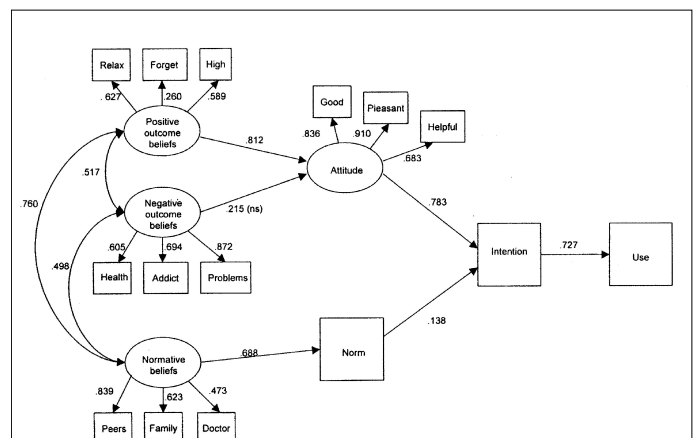 Relax
Forget
High
. 627
.260
.589
Positive
outcome
beliefs
Good
Pleasant
Helpful
.836
.910
.683
.812
Attitude
.517
.760
Negative
outcome
beliefs
.215 (ns)
.783
.605
.694
.872
Health
Addict
Problems
.498
Intention
.727
Use
.138
Normative
beliefs
.688
Norm
.839
.623
.473
Peers
Family
Doctor